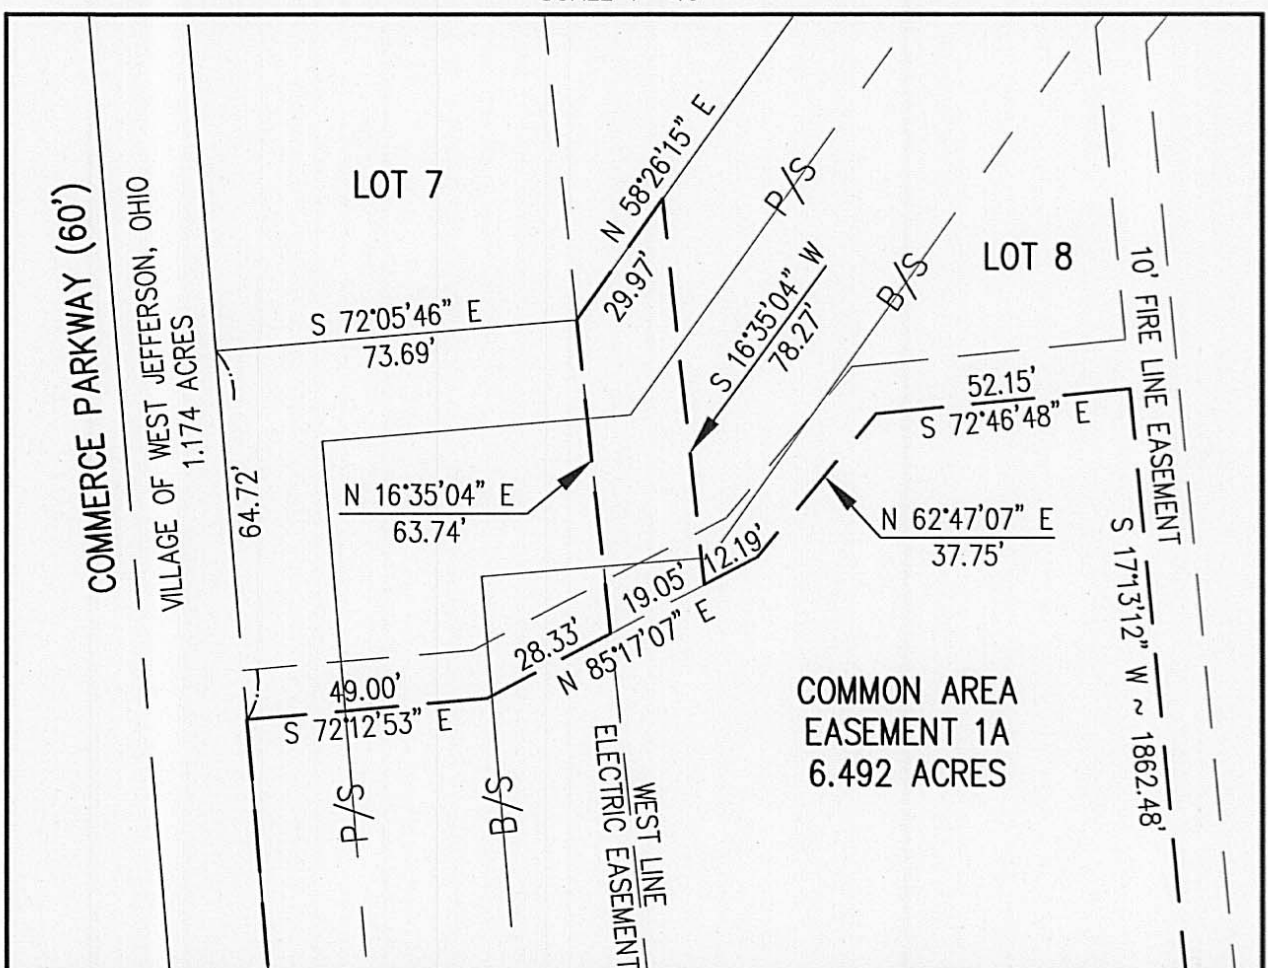 COMMERCE PARKWAY (60')
VILLAGE OF WEST JEFFERSON, OHIO
1.174 ACRES
LOT 7
N 58°26'15" E
29.97'
P/S
B/S
LOT 8
10' FIRE LINE EASEMENT
S 72°05'46" E
73.69'
S 16°35'04" W
78.27'
52.15'
S 72°46'48" E
64.72'
N 16°35'04" E
63.74'
N 62°47'07" E
37.75'
S 17°13'12" W ~ 1862.48'
12.19'
19.05'
28.33'
N 85°17'07" E
49.00'
S 72°12'53" E
COMMON AREA
EASEMENT 1A
6.492 ACRES
P/S
B/S
WEST LINE
ELECTRIC EASEMENT